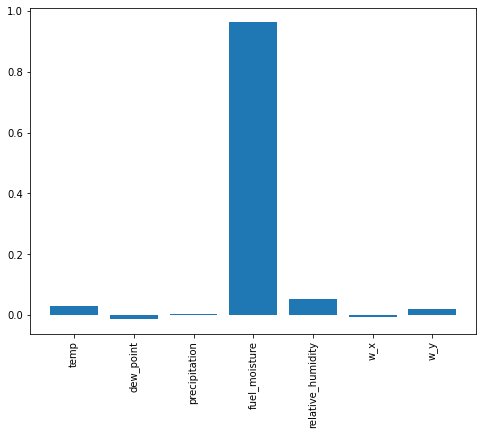 1.0
0.8
0.6
0.4
0.2
0.0
temp
dew_point
precipitation
fuel_moisture
relative_humidity
w_x
w_y